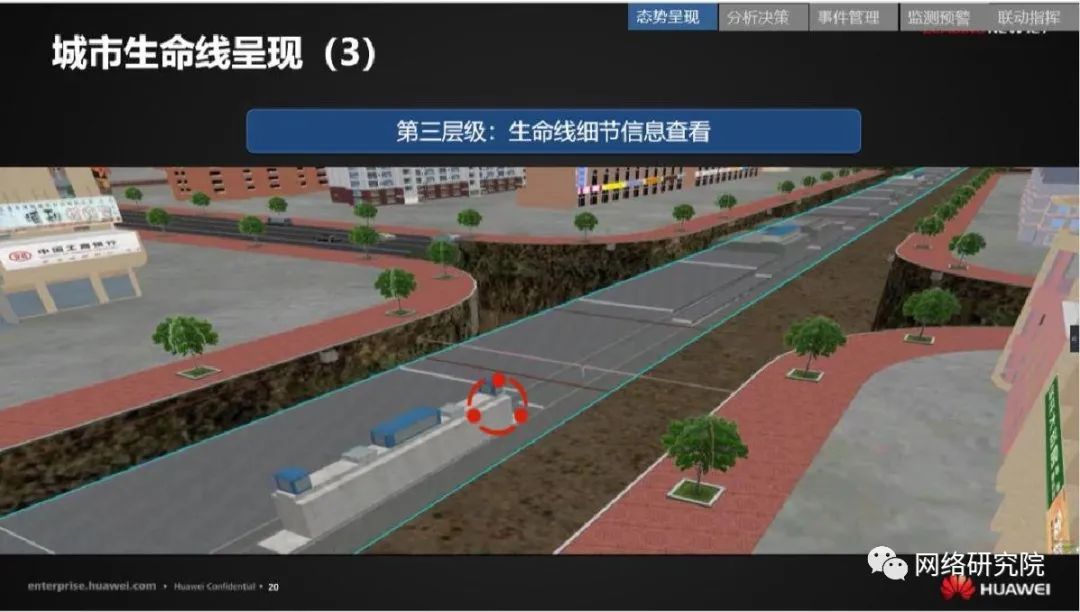 态势呈现 分析决策 事件管理 监测预警 联动指挥
城市生命线呈现（3）
第三层级：生命线细节信息查看
中国工商银行
enterprise.huawei.com • Huawei Confidential • 20
网络研究院
HUAWEI